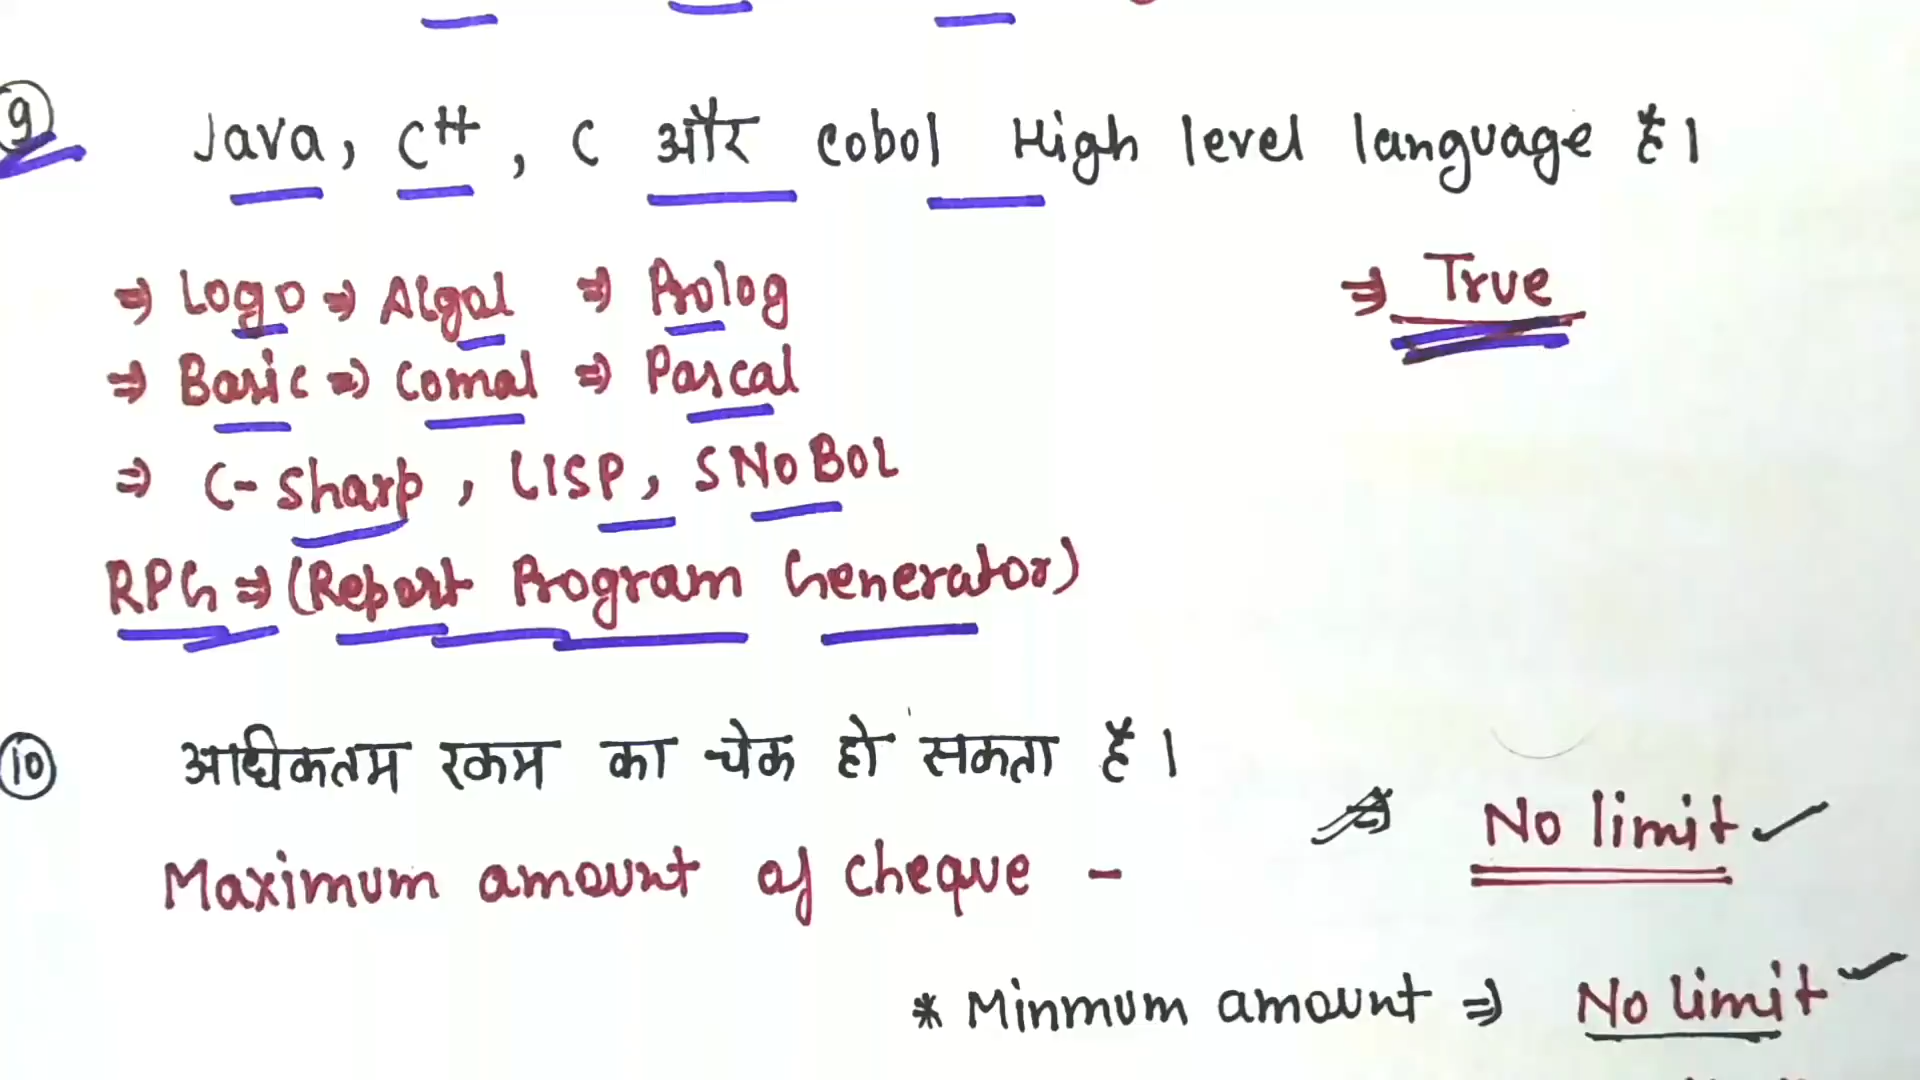 9 Java, C++, C और cobol High level language है।
⇒ Logo ⇒ Algol ⇒ Prolog
⇒ True
⇒ Basic ⇒ Comal ⇒ Pascal
⇒ C-Sharp, LISP, SNOBOL
RPG ⇒ (Report Program Generator)
10 अधिकतम रकम का चेक हो सकता है।
No limit ✓
Maximum amount of cheque -
* Minmum amount ⇒ No limit ✓